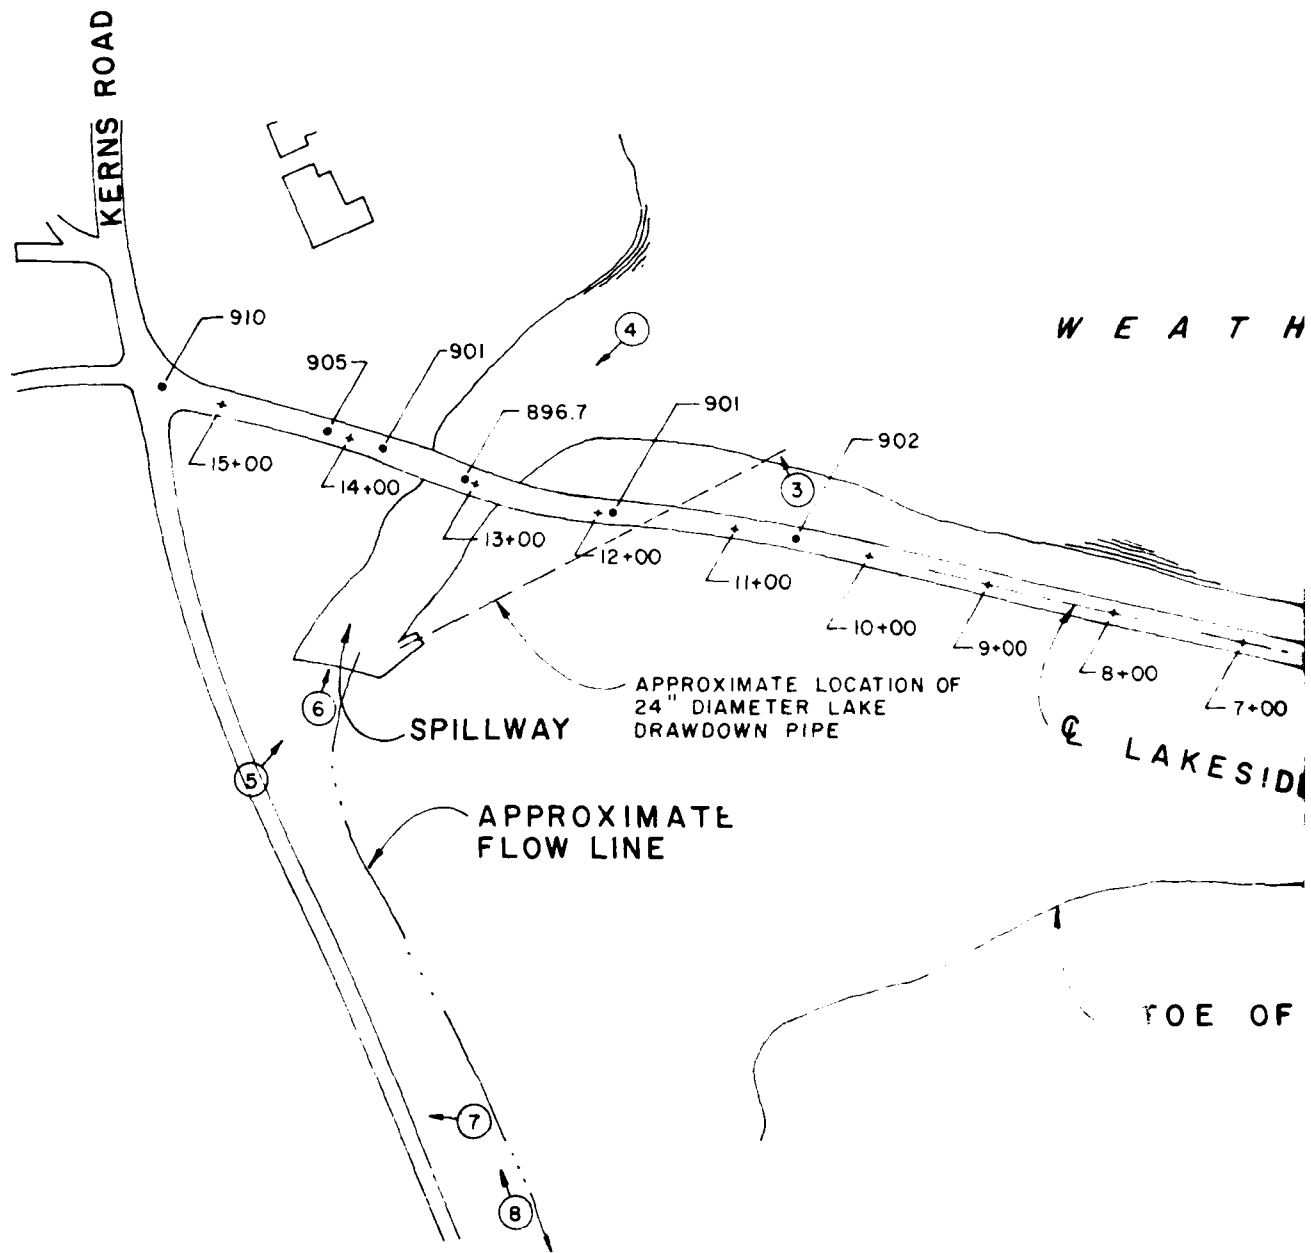 KERNS ROAD
910
905
901
4
WEATH
896.7
901
902
15+00
14+00
3
13+00
12+00
11+00
10+00
9+00
8+00
7+00
6
SPILLWAY
APPROXIMATE LOCATION OF
24" DIAMETER LAKE
DRAWDOWN PIPE
℄ LAKESID
5
APPROXIMATE
FLOW LINE
TOE OF
7
8